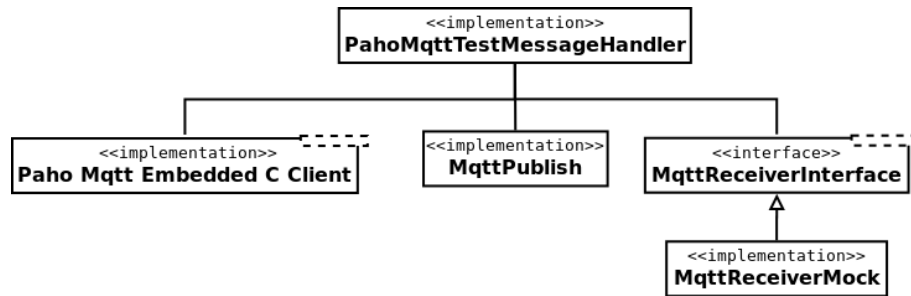 <<implementation>>
PahoMqttTestMessageHandler
<<implementation>>
Paho Mqtt Embedded C Client
<<implementation>>
MqttPublish
<<interface>>
MqttReceiverInterface
<<implementation>>
MqttReceiverMock